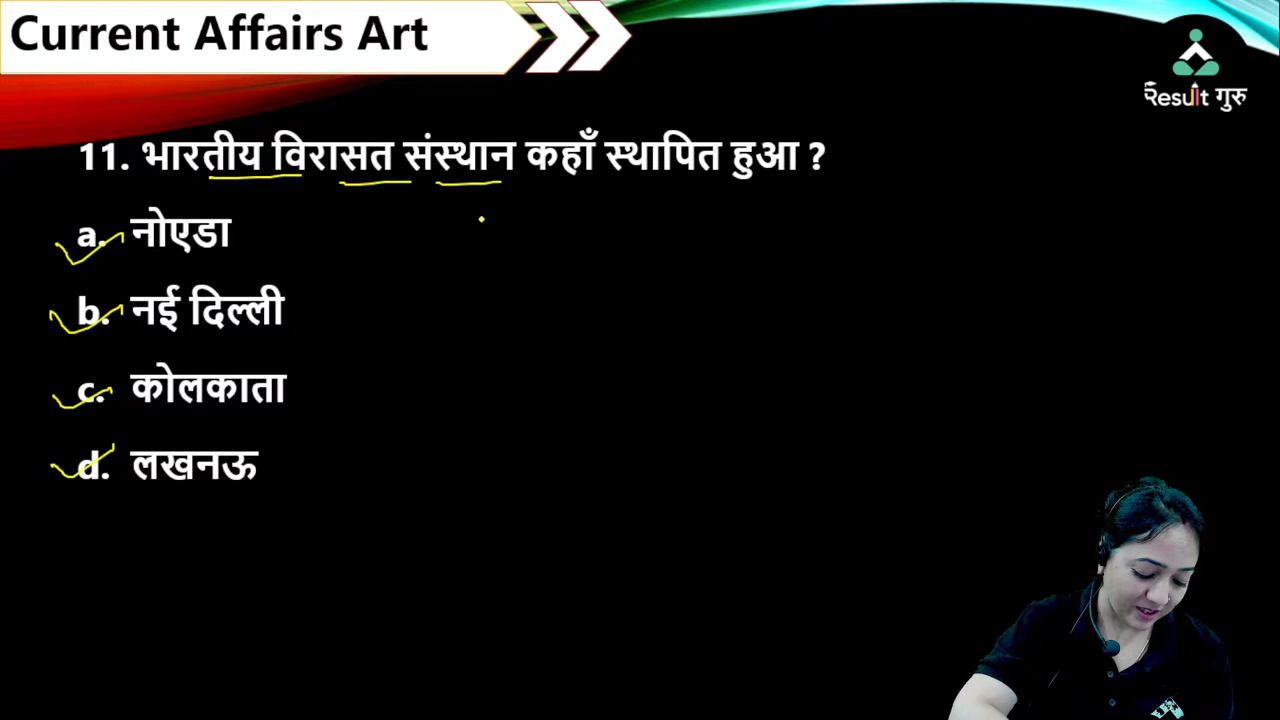 Current Affairs Art
Result गुरु
11. भारतीय विरासत संस्थान कहाँ स्थापित हुआ ?
a. नोएडा
b. नई दिल्ली
c. कोलकाता
d. लखनऊ